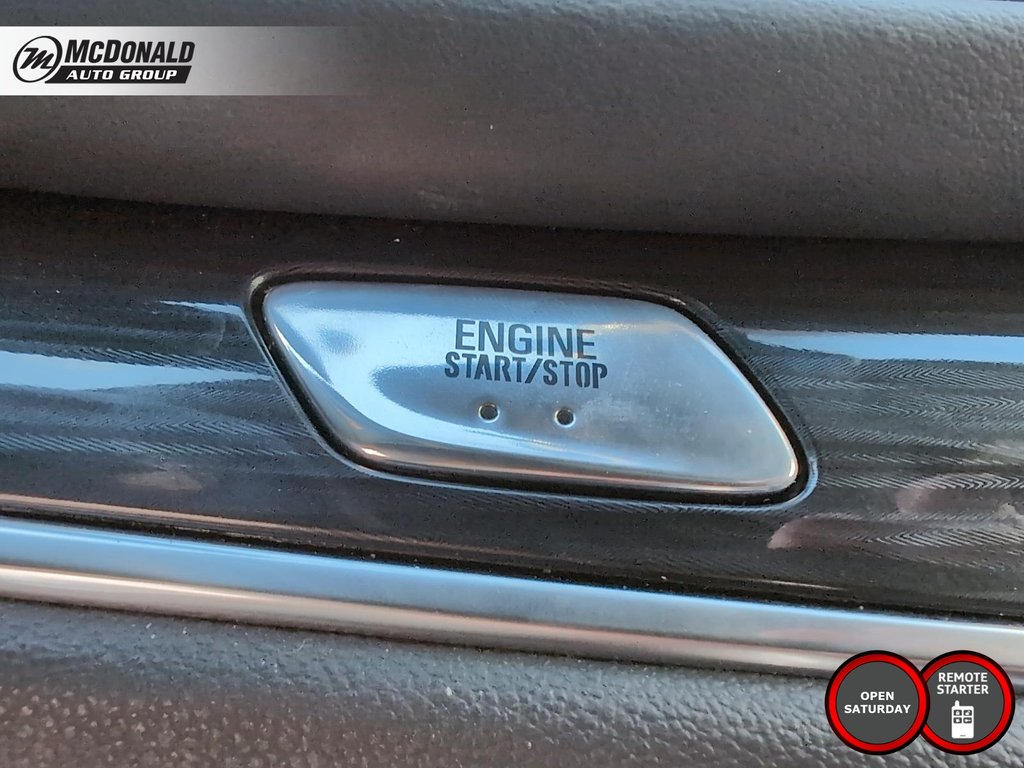 McDONALD
AUTO GROUP
ENGINE
START/STOP
OPEN
SATURDAY
REMOTE
STARTER